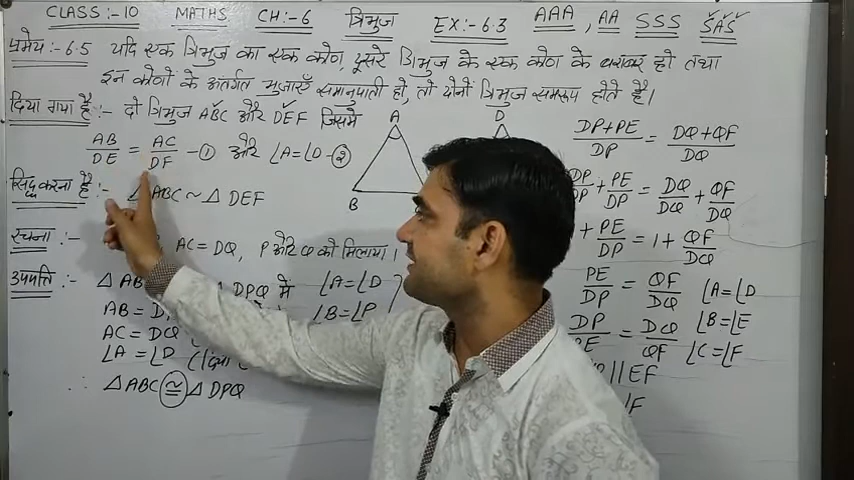 CLASS:-10 MATHS CH:-6 त्रिभुज EX:-6.3 AAA, AA SSS SAS
प्रमेय:-6.5 यदि एक त्रिभुज का एक कोण, दूसरे त्रिभुज के एक कोण के बराबर हो तथा
इन कोणों के अंतर्गत भुजाएँ समानुपाती हो, तो दोनों त्रिभुज समरूप होते हैं।
दिया गया है:- दो त्रिभुज ABC और DEF जिसमें
AB/DE = AC/DF -① और ∠A=∠D-②
सिद्ध करना है:- △ABC ~ △DEF
रचना:- AC=DQ, P और Q को मिलाया।
उपपत्ति:- △AB △DPQ में ∠A=∠D
AB=D ∠B=∠P
AC=DQ
∠A=∠D
∴ △ABC ≅ △DPQ
A
B
D
DP+PE/DP = DQ+QF/DQ
DP/DP + PE/DP = DQ/DQ + QF/DQ
+ PE/DP = 1 + QF/DQ
PE/DP = QF/DQ ∠A=∠D
DP/PE = DQ/QF ∠B=∠E
∠C=∠F
|| EF